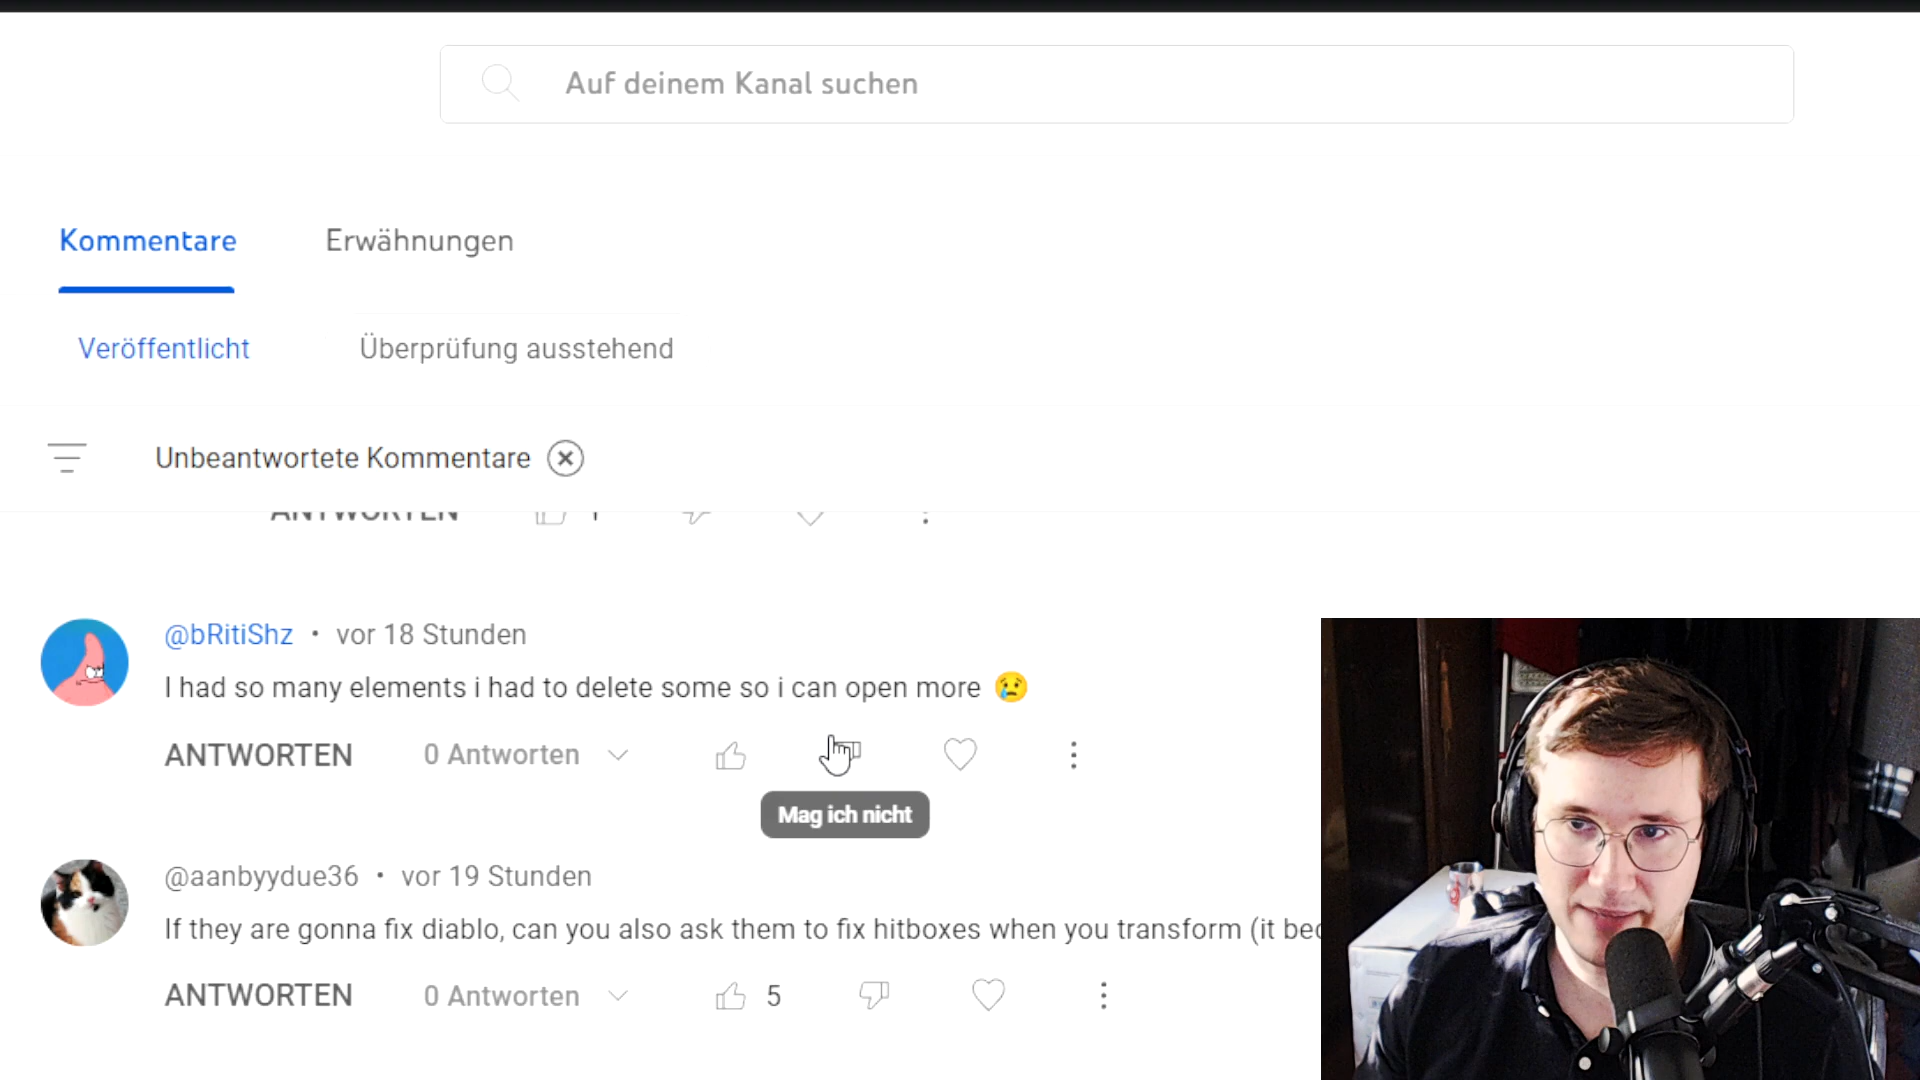 Auf deinem Kanal suchen
Kommentare Erwähnungen
Veröffentlicht Überprüfung ausstehend
Unbeantwortete Kommentare
ANTWORTEN 1
@bRitiShz • vor 18 Stunden
I had so many elements i had to delete some so i can open more 😢
ANTWORTEN 0 Antworten
Mag ich nicht
@aanbyydue36 • vor 19 Stunden
If they are gonna fix diablo, can you also ask them to fix hitboxes when you transform (it bec
ANTWORTEN 0 Antworten 5